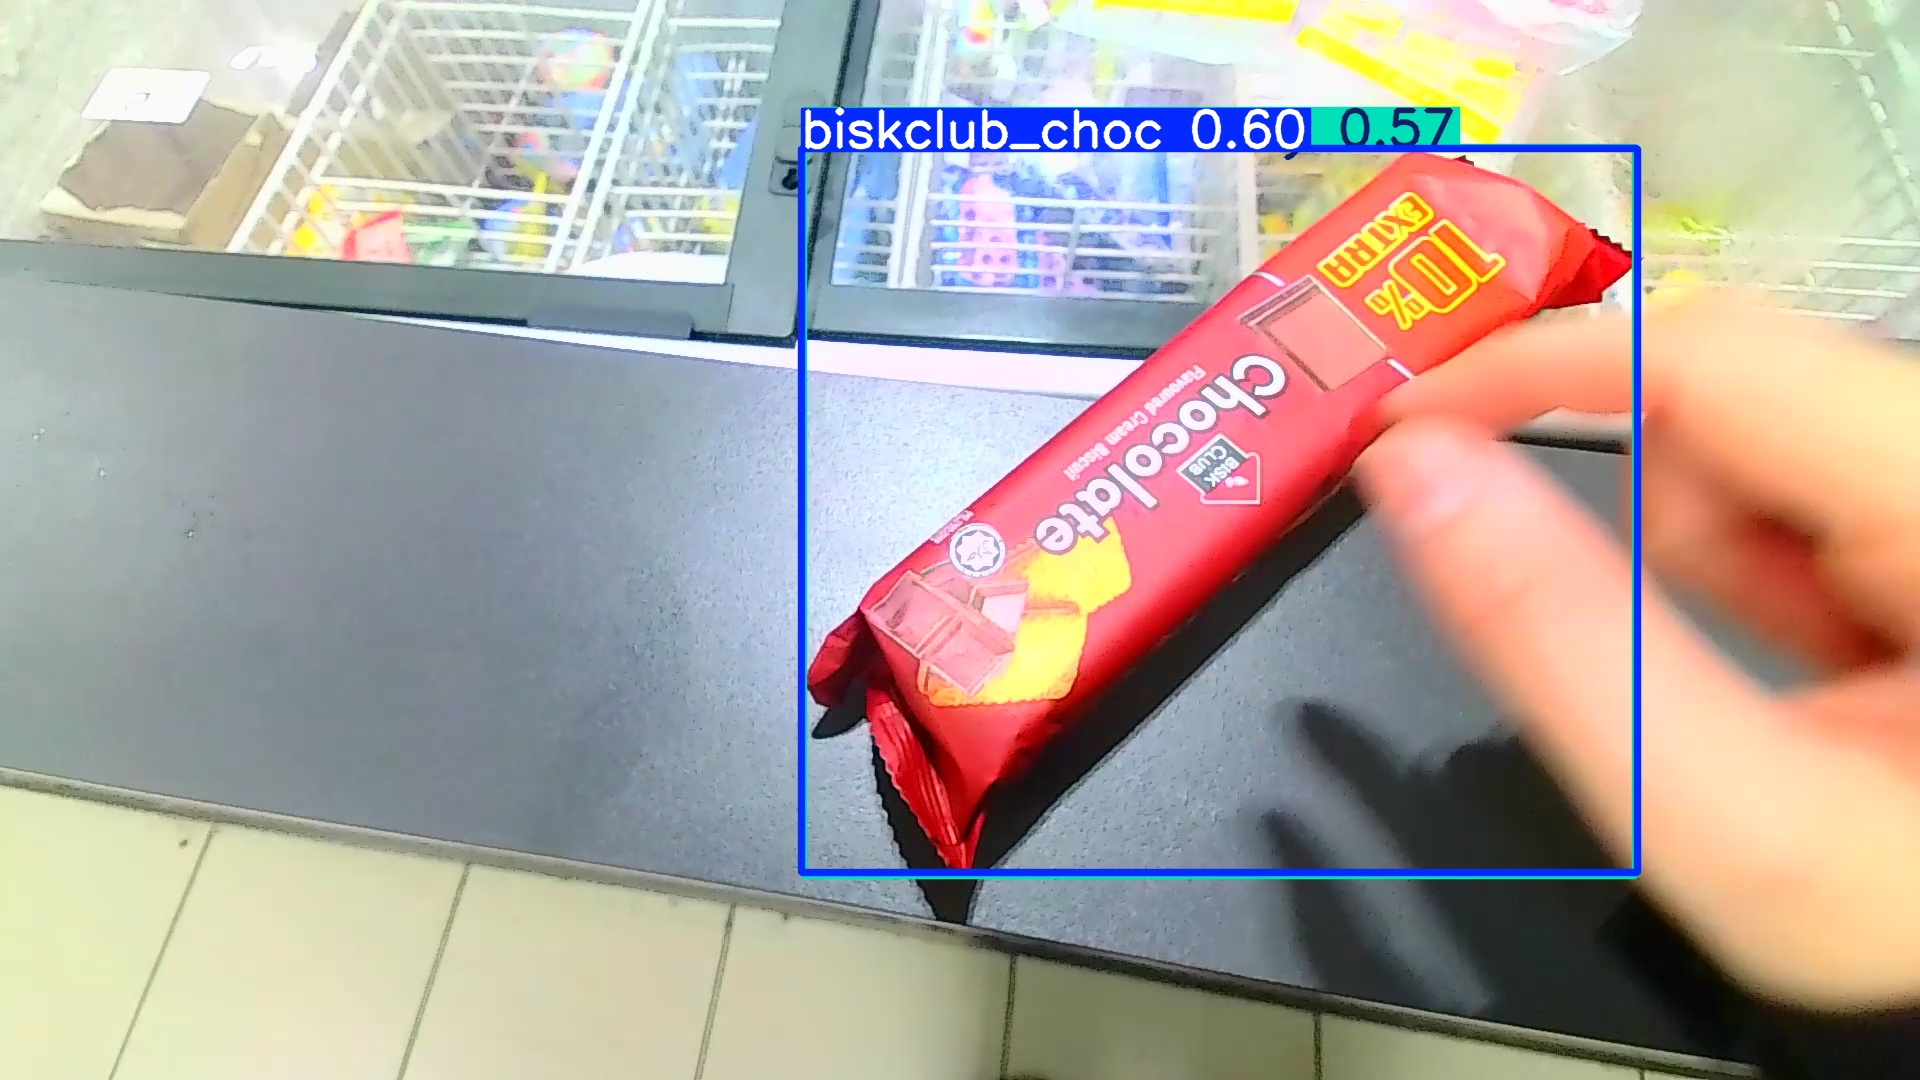 biskclub_choc 0.60 0.57
10%
EXTRA
Chocolate
Flavoured Cream Biscuit
BISK
CLUB